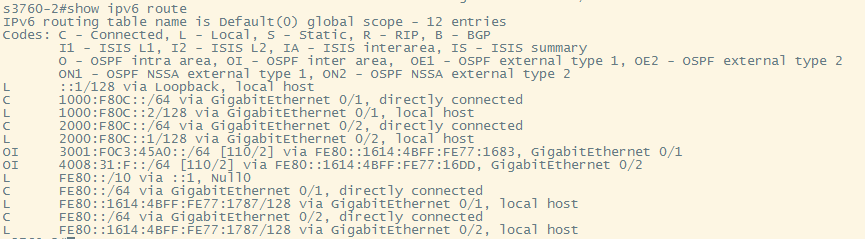 s3760-2#show ipv6 route
IPv6 routing table name is Default(0) global scope - 12 entries
Codes: C - Connected, L - Local, S - Static, R - RIP, B - BGP
I1 - ISIS L1, I2 - ISIS L2, IA - ISIS interarea, IS - ISIS summary
O - OSPF intra area, OI - OSPF inter area,  OE1 - OSPF external type 1, OE2 - OSPF external type 2
ON1 - OSPF NSSA external type 1, ON2 - OSPF NSSA external type 2
L ::1/128 via Loopback, local host
C 1000:F80C::/64 via GigabitEthernet 0/1, directly connected
L 1000:F80C::2/128 via GigabitEthernet 0/1, local host
C 2000:F80C::/64 via GigabitEthernet 0/2, directly connected
L 2000:F80C::1/128 via GigabitEthernet 0/2, local host
OI 3001:F0C3:45A0::/64 [110/2] via FE80::1614:4BFF:FE77:1683, GigabitEthernet 0/1
OI 4008:31:F::/64 [110/2] via FE80::1614:4BFF:FE77:16DD, GigabitEthernet 0/2
L FE80::/10 via ::1, Null0
C FE80::/64 via GigabitEthernet 0/1, directly connected
L FE80::1614:4BFF:FE77:1787/128 via GigabitEthernet 0/1, local host
C FE80::/64 via GigabitEthernet 0/2, directly connected
L FE80::1614:4BFF:FE77:1787/128 via GigabitEthernet 0/2, local host